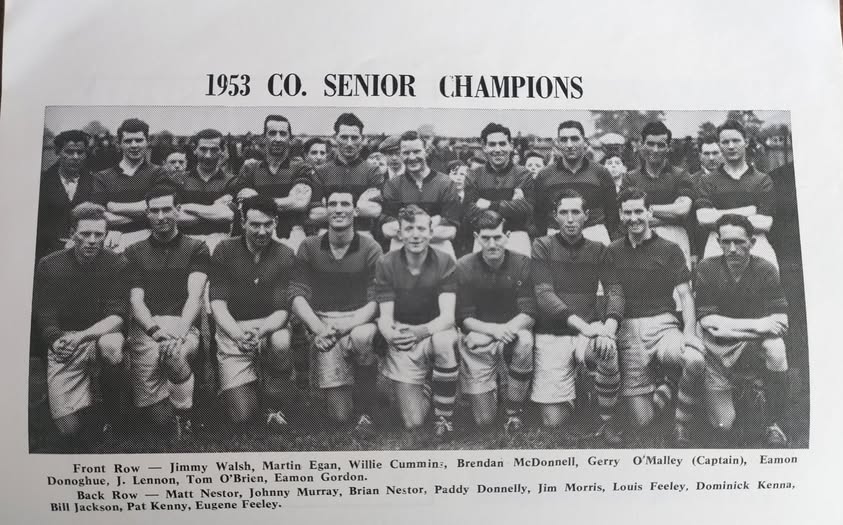 1953 CO. SENIOR CHAMPIONS
Front Row — Jimmy Walsh, Martin Egan, Willie Cummins, Brendan McDonnell, Gerry O'Malley (Captain), Eamon
Donoghue, J. Lennon, Tom O'Brien, Eamon Gordon.
Back Row — Matt Nestor, Johnny Murray, Brian Nestor, Paddy Donnelly, Jim Morris, Louis Feeley, Dominick Kenna,
Bill Jackson, Pat Kenny, Eugene Feeley.